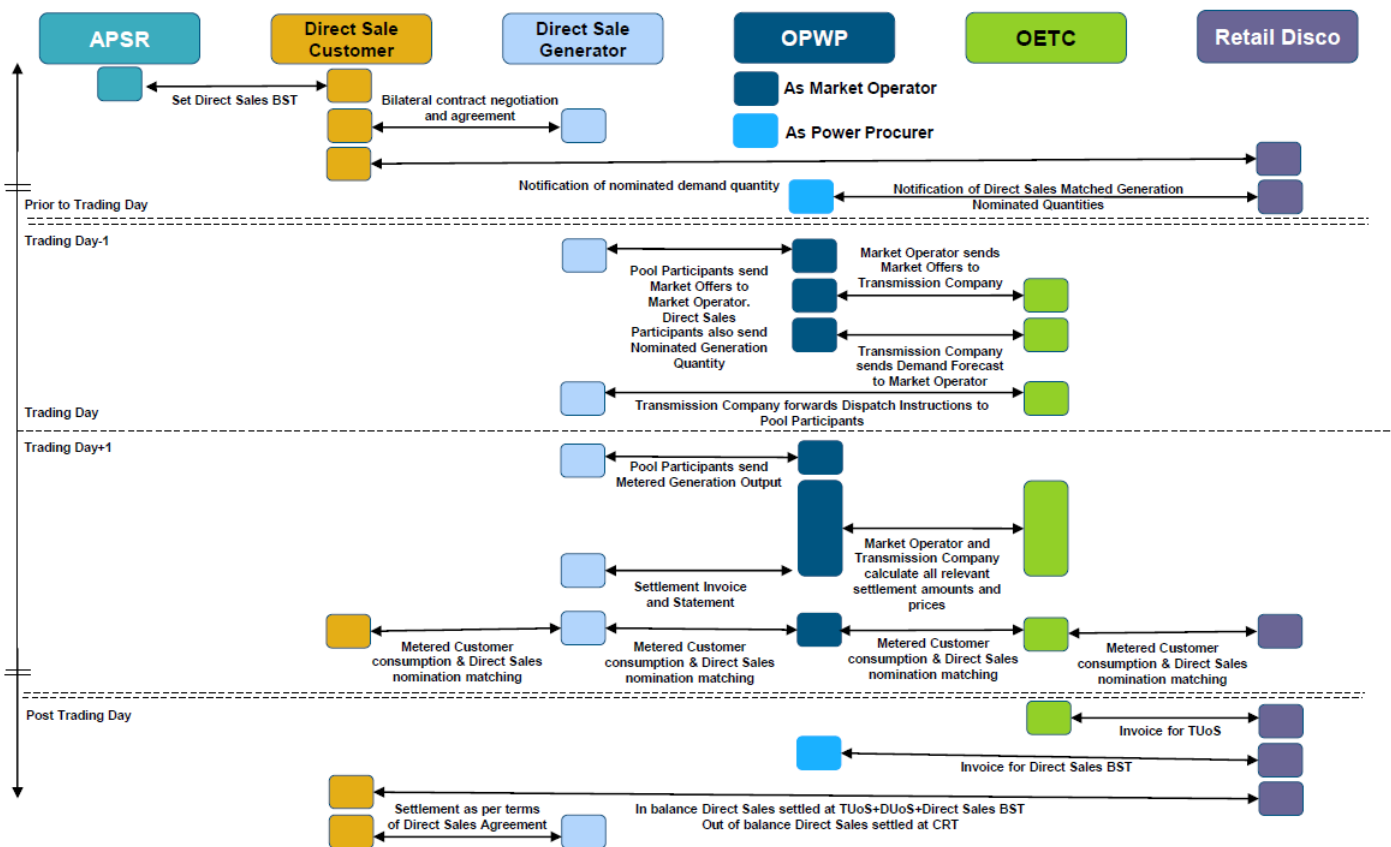 APSR
Direct Sale
Customer
Direct Sale
Generator
OPWP
OETC
Retail Disco
As Market Operator
As Power Procurer
Set Direct Sales BST
Bilateral contract negotiation
and agreement
Notification of nominated demand quantity
Notification of Direct Sales Matched Generation
Nominated Quantities
Prior to Trading Day
Trading Day-1
Pool Participants send
Market Offers to
Market Operator.
Direct Sales
Participants also send
Nominated Generation
Quantity
Market Operator sends
Market Offers to
Transmission Company
Transmission Company
sends Demand Forecast
to Market Operator
Transmission Company forwards Dispatch Instructions to
Pool Participants
Trading Day
Trading Day+1
Pool Participants send
Metered Generation Output
Market Operator and
Transmission Company
calculate all relevant
settlement amounts and
prices
Settlement Invoice
and Statement
Metered Customer
consumption & Direct Sales
nomination matching
Metered Customer
consumption & Direct Sales
nomination matching
Metered Customer
consumption & Direct Sales
nomination matching
Metered Customer
consumption & Direct Sales
nomination matching
Post Trading Day
Invoice for TUoS
Invoice for Direct Sales BST
Settlement as per terms
of Direct Sales Agreement
In balance Direct Sales settled at TUoS+DUoS+Direct Sales BST
Out of balance Direct Sales settled at CRT